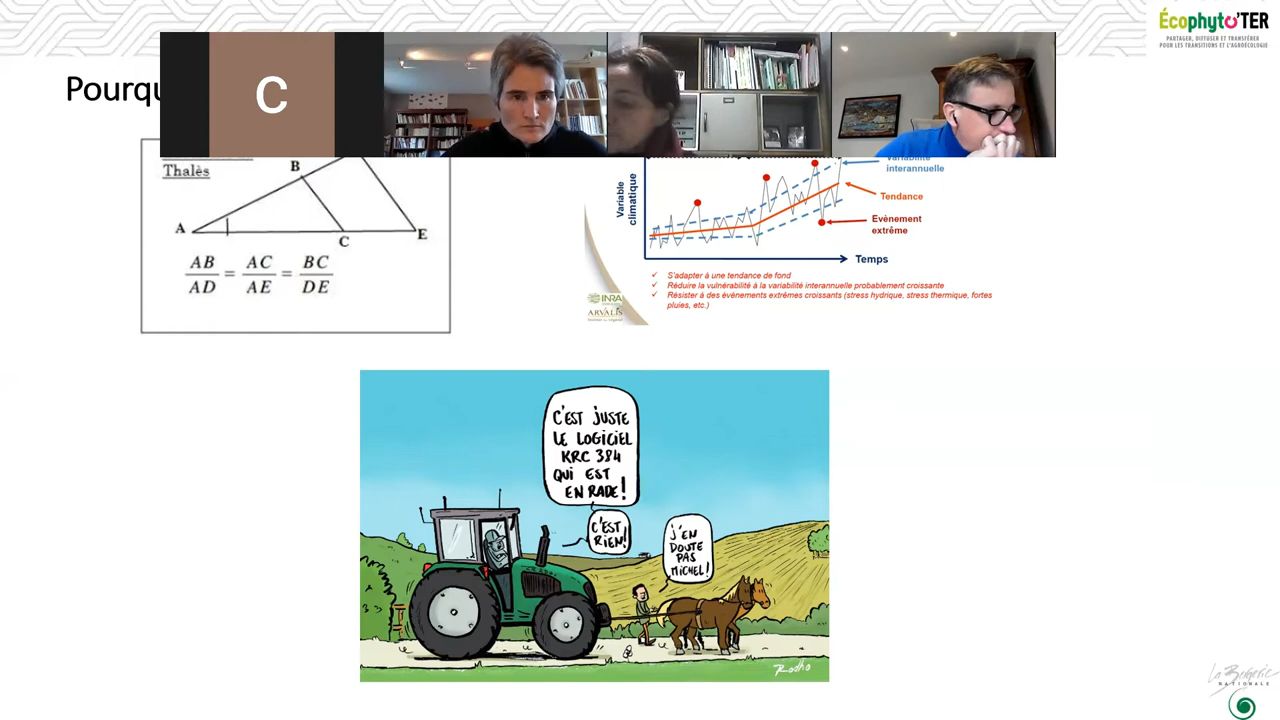 Écophyto'TER
PARTAGER, DIFFUSER ET TRANSFÉRER
POUR LES TRANSITIONS ET L'AGROÉCOLOGIE
Pourqu
C
Thalès
A
B
C
E
AB
AD
=
AC
AE
=
BC
DE
Variable
climatique
Variabilité
interannuelle
Tendance
Evènement
extrême
Temps
✓ S'adapter à une tendance de fond
✓ Réduire la vulnérabilité à la variabilité interannuelle probablement croissante
✓ Résister à des événements extrêmes croissants (stress hydrique, stress thermique, fortes
pluies, etc.)
INRA
ARVALIS
C'EST JUSTE
LE LOGICIEL
KRC 384
QUI EST
EN RADE !
C'EST
RIEN !
J'EN
DOUTE
PAS
MICHEL !
Rodho
La Bergerie
NATIONALE